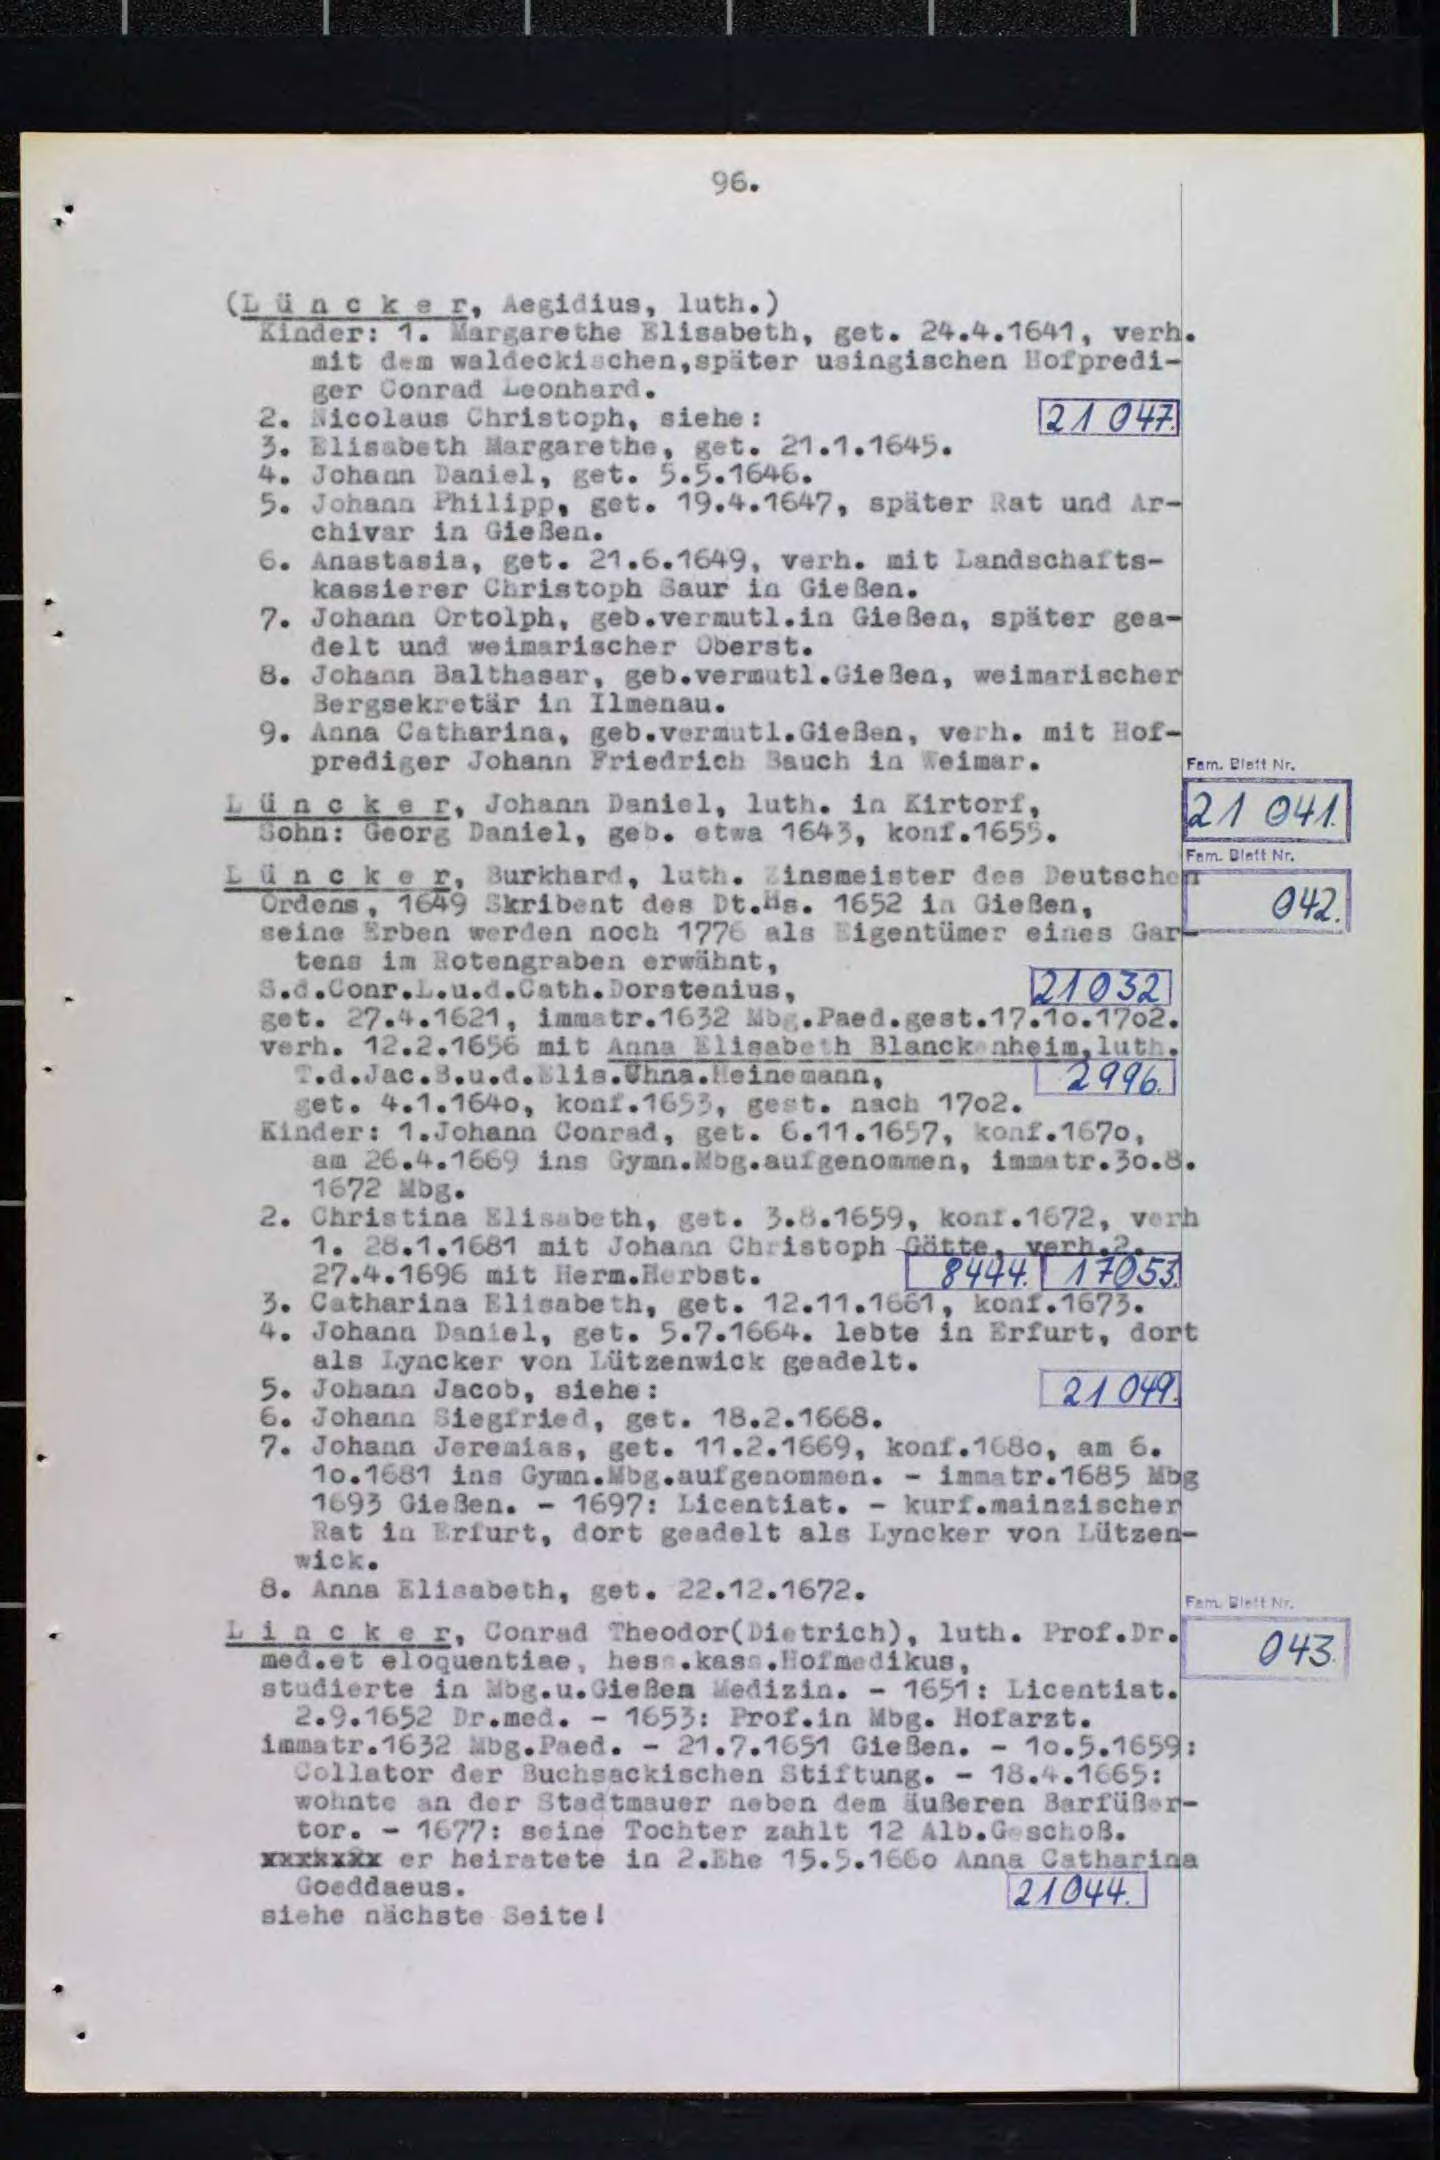 96.
(L ü n c k e r, Aegidius, luth.)
Kinder: 1. Margarethe Elisabeth, get. 24.4.1641, verh.
mit dem waldeckischen,später usingischen Hofpredi-
ger Conrad Leonhard.
2. Nicolaus Christoph, siehe: 21 047.
3. Elisabeth Margarethe, get. 21.1.1645.
4. Johann Daniel, get. 5.5.1646.
5. Johann Philipp, get. 19.4.1647, später Rat und Ar-
chivar in Gießen.
6. Anastasia, get. 21.6.1649, verh. mit Landschafts-
kassierer Christoph Saur in Gießen.
7. Johann Ortolph, geb.vermutl.in Gießen, später gea-
delt und weimarischer Oberst.
8. Johann Balthasar, geb.vermutl.Gießen, weimarischer
Bergsekretär in Ilmenau.
9. Anna Catharina, geb.vermutl.Gießen, verh. mit Hof-
prediger Johann Friedrich Bauch in Weimar.
Fam. Blatt Nr.
L ü n c k e r, Johann Daniel, luth. in Kirtorf, 21 041.
Sohn: Georg Daniel, geb. etwa 1643, konf.1655.
Fam. Blatt Nr.
L ü n c k e r, Burkhard, luth. Zinsmeister des Deutschen
Ordens, 1649 Skribent des Dt.Hs. 1652 in Gießen, 042.
seine Erben werden noch 1776 als Eigentümer eines Gar-
tens im Rotengraben erwähnt,
S.d.Conr.L.u.d.Cath.Dorstenius, 21032
get. 27.4.1621, immatr.1632 Mbg.Paed.gest.17.1o.17o2.
verh. 12.2.1656 mit Anna Elisabeth Blanckenheim,luth.
T.d.Jac.B.u.d.Elis.Chna.Heinemann, 2996.
get. 4.1.164o, konf.1653, gest. nach 17o2.
Kinder: 1.Johann Conrad, get. 6.11.1657, konf.167o,
am 26.4.1669 ins Gymn.Mbg.aufgenommen, immatr.3o.8.
1672 Mbg.
2. Christina Elisabeth, get. 3.8.1659, konf.1672, verh
1. 28.1.1681 mit Johann Christoph Götte, verh.2.
27.4.1696 mit Herm.Herbst. 8444. 17053.
3. Catharina Elisabeth, get. 12.11.1661, konf.1673.
4. Johann Daniel, get. 5.7.1664. lebte in Erfurt, dort
als Lyncker von Lützenwick geadelt.
5. Johann Jacob, siehe: 21 049.
6. Johann Siegfried, get. 18.2.1668.
7. Johann Jeremias, get. 11.2.1669, konf.168o, am 6.
1o.1681 ins Gymn.Mbg.aufgenommen. - immatr.1685 Mbg
1693 Gießen. - 1697: Licentiat. - kurf.mainzischer
Rat in Erfurt, dort geadelt als Lyncker von Lützen-
wick.
8. Anna Elisabeth, get. 22.12.1672.
Fam. Blatt Nr.
L i n c k e r, Conrad Theodor(Dietrich), luth. Prof.Dr. 043.
med.et eloquentiae, hess.kass.Hofmedikus,
studierte in Mbg.u.Gießen Medizin. - 1651: Licentiat.
2.9.1652 Dr.med. - 1653: Prof.in Mbg. Hofarzt.
immatr.1632 Mbg.Paed. - 21.7.1651 Gießen. - 1o.5.1659:
Collator der Buchsackischen Stiftung. - 18.4.1665:
wohnte an der Stadtmauer neben dem äußeren Barfüßer-
tor. - 1677: seine Tochter zahlt 12 Alb.Geschoß.
xxxxxxx er heiratete in 2.Ehe 15.5.166o Anna Catharina
Goeddaeus. 21044.
siehe nächste Seite!